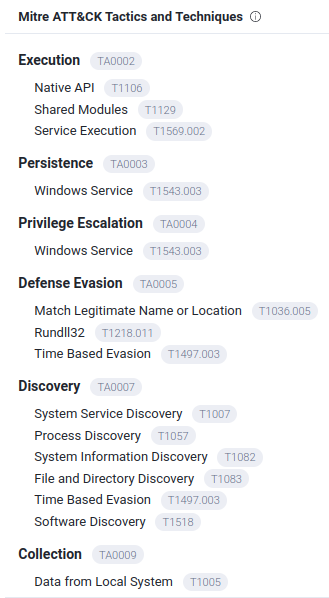 Mitre ATT&CK Tactics and Techniques
Execution TA0002
Native API T1106
Shared Modules T1129
Service Execution T1569.002
Persistence TA0003
Windows Service T1543.003
Privilege Escalation TA0004
Windows Service T1543.003
Defense Evasion TA0005
Match Legitimate Name or Location T1036.005
Rundll32 T1218.011
Time Based Evasion T1497.003
Discovery TA0007
System Service Discovery T1007
Process Discovery T1057
System Information Discovery T1082
File and Directory Discovery T1083
Time Based Evasion T1497.003
Software Discovery T1518
Collection TA0009
Data from Local System T1005